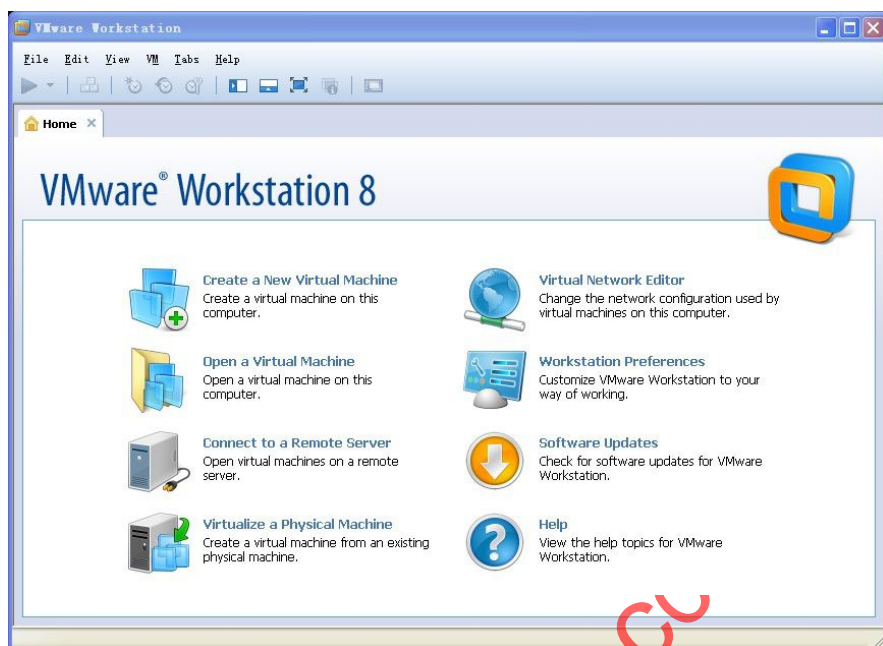 VMware Workstation
File Edit View VM Tabs Help
Home
VMware® Workstation 8
Create a New Virtual Machine
Create a virtual machine on this
computer.
Open a Virtual Machine
Open a virtual machine on this
computer.
Connect to a Remote Server
Open virtual machines on a remote
server.
Virtualize a Physical Machine
Create a virtual machine from an existing
physical machine.
Virtual Network Editor
Change the network configuration used by
virtual machines on this computer.
Workstation Preferences
Customize VMware Workstation to your
way of working.
Software Updates
Check for software updates for VMware
Workstation.
Help
View the help topics for VMware
Workstation.